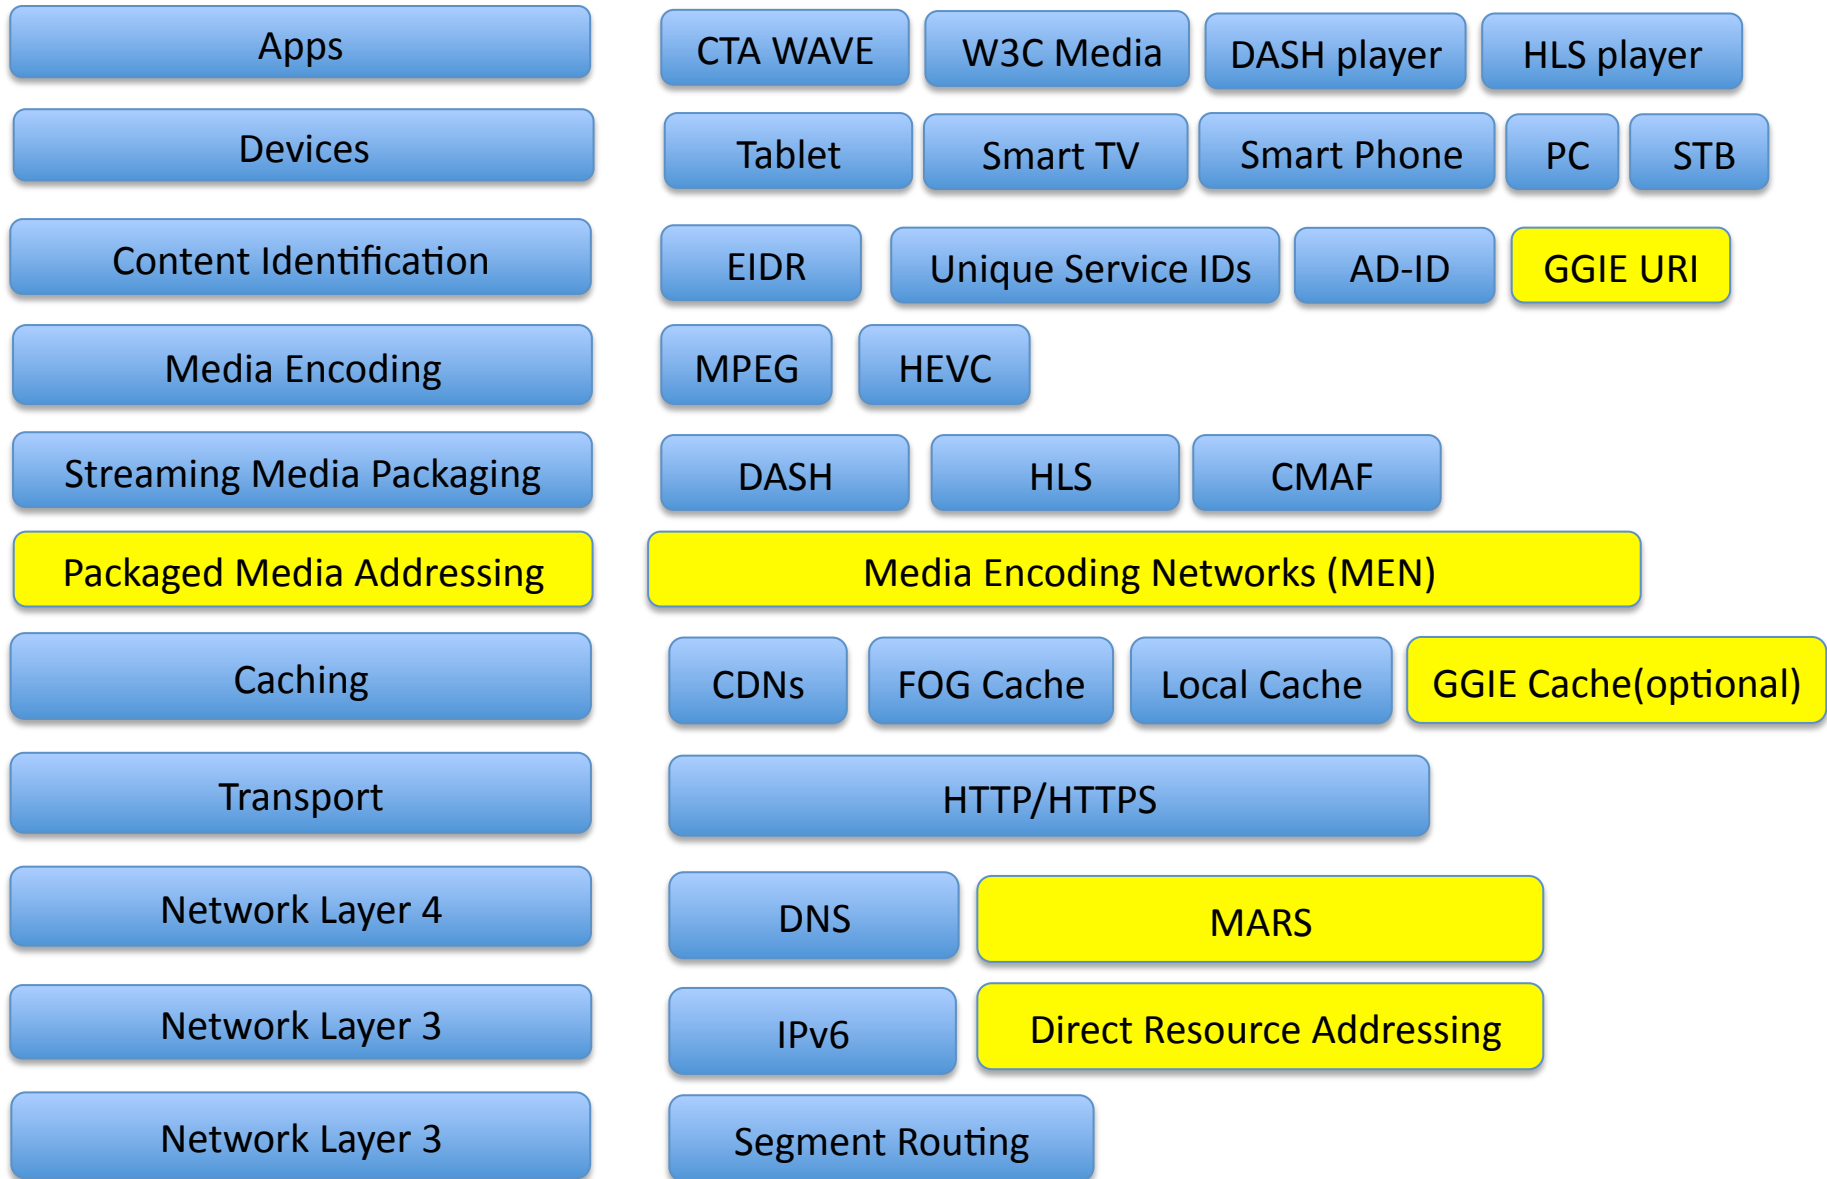 Apps
CTA WAVE
W3C Media
DASH player
HLS player
Devices
Tablet
Smart TV
Smart Phone
PC
STB
Content Identification
EIDR
Unique Service IDs
AD-ID
GGIE URI
Media Encoding
MPEG
HEVC
Streaming Media Packaging
DASH
HLS
CMAF
Packaged Media Addressing
Media Encoding Networks (MEN)
Caching
CDNs
FOG Cache
Local Cache
GGIE Cache(optional)
Transport
HTTP/HTTPS
Network Layer 4
DNS
MARS
Network Layer 3
IPv6
Direct Resource Addressing
Network Layer 3
Segment Routing